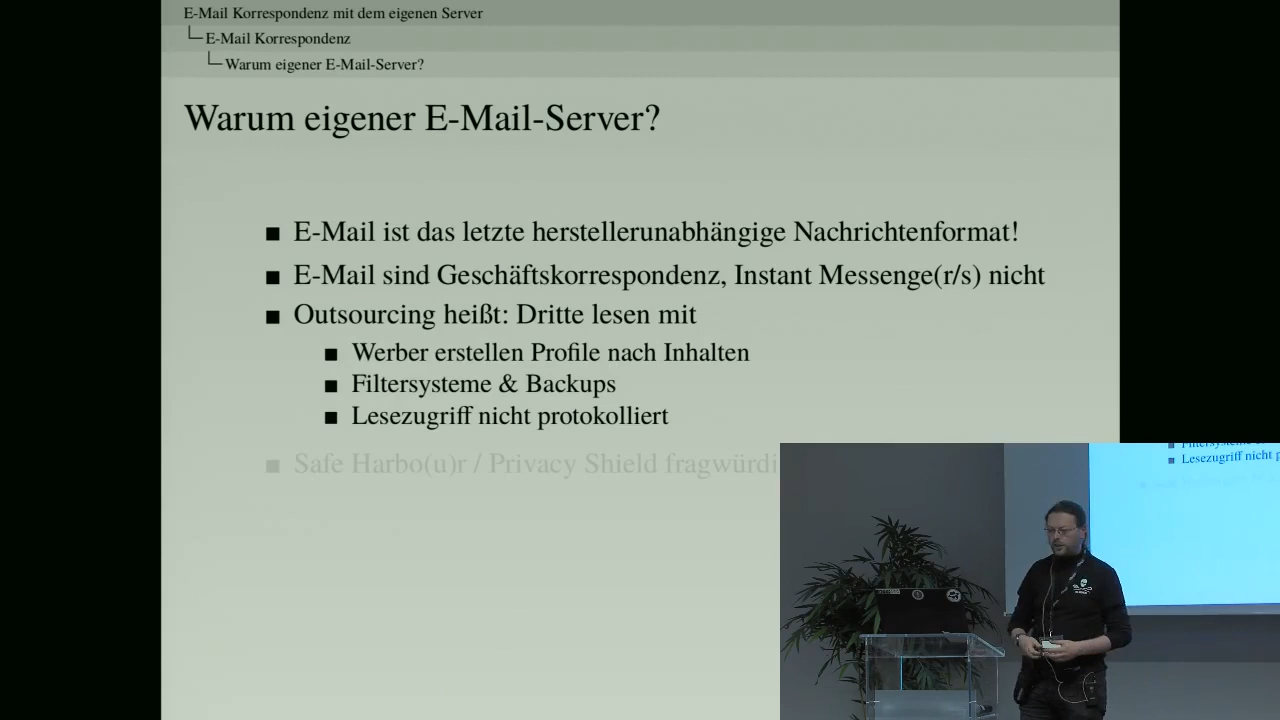 E-Mail Korrespondenz mit dem eigenen Server
E-Mail Korrespondenz
Warum eigener E-Mail-Server?
Warum eigener E-Mail-Server?
E-Mail ist das letzte herstellerunabhängige Nachrichtenformat!
E-Mail sind Geschäftskorrespondenz, Instant Messenge(r/s) nicht
Outsourcing heißt: Dritte lesen mit
Werber erstellen Profile nach Inhalten
Filtersysteme & Backups
Lesezugriff nicht protokolliert
Safe Harbo(u)r / Privacy Shield fragwürdi
Lesezugriff nicht p